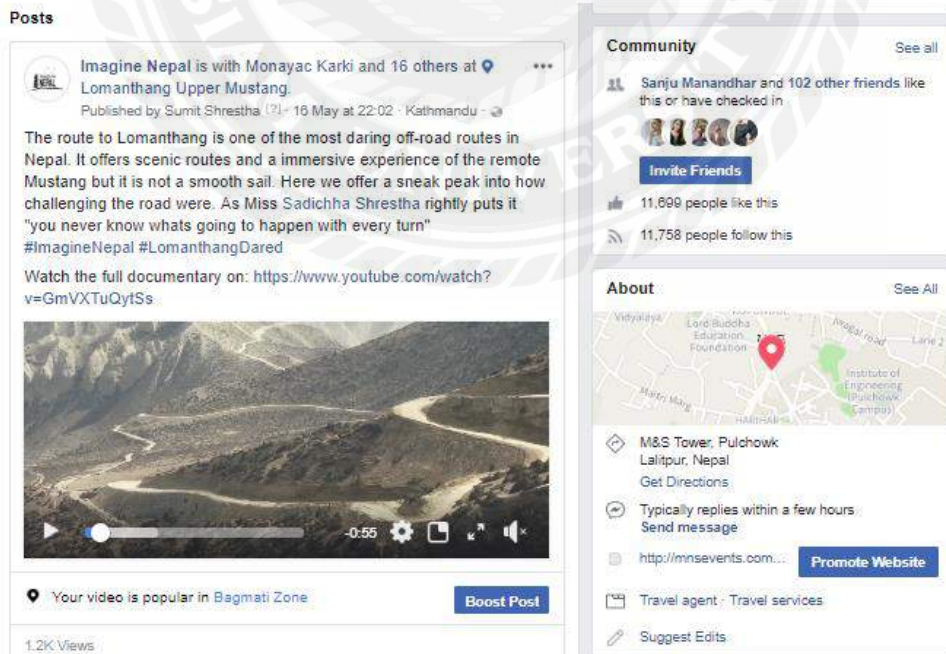 Posts
Imagine Nepal is with Monayac Karki and 16 others at
Lomanthang Upper Mustang.
Published by Sumit Shrestha [?] · 16 May at 22:02 · Kathmandu ·
The route to Lomanthang is one of the most daring off-road routes in
Nepal. It offers scenic routes and a immersive experience of the remote
Mustang but it is not a smooth sail. Here we offer a sneak peak into how
challenging the road were. As Miss Sadichha Shrestha rightly puts it
"you never know whats going to happen with every turn"
#ImagineNepal #LomanthangDared
Watch the full documentary on: https://www.youtube.com/watch?
v=GmVXTuQytSs
-0:55
Your video is popular in Bagmati Zone
Boost Post
1.2K Views
Community
See all
Sanju Manandhar and 102 other friends like
this or have checked in
Invite Friends
11,699 people like this
11,758 people follow this
About
See All
Vidyalaya
Lord Buddha
Education
Foundation
Lane 2
Institute of
Engineering
(Pulchowk
Campus)
Marg
M&S Tower, Pulchowk
Lalitpur, Nepal
Get Directions
Typically replies within a few hours
Send message
http://mnsevents.com...
Promote Website
Travel agent · Travel services
Suggest Edits